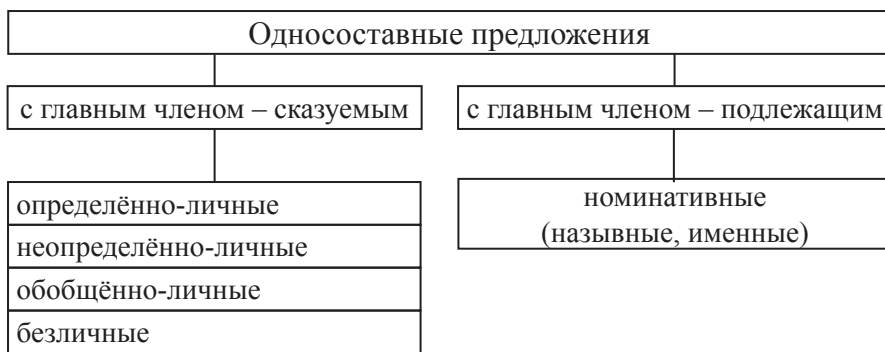 Односоставные предложения
с главным членом – сказуемым
с главным членом – подлежащим
определённо-личные
неопределённо-личные
обобщённо-личные
безличные
номинативные
(назывные, именные)